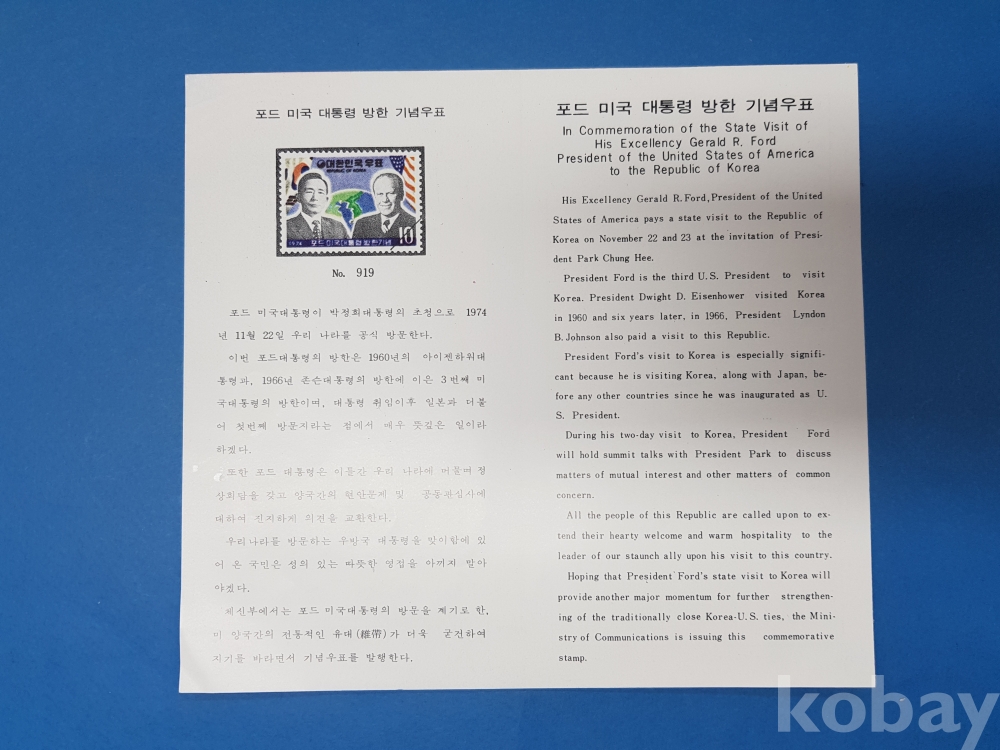 포드 미국 대통령 방한 기념우표
대한민국우표
REPUBLIC OF KOREA
1974 포드 미국대통령 방한기념 10
No. 919
포드 미국대통령이 박정희대통령의 초청으로 1974
년 11월 22일 우리 나라를 공식 방문한다.
이번 포드대통령의 방한은 1960년의 아이젠하워대
통령과, 1966년 존슨대통령의 방한에 이은 3번째 미
국대통령의 방한이며, 대통령 취임이후 일본과 더불
어 첫번째 방문지라는 점에서 매우 뜻깊은 일이라
하겠다.
또한 포드 대통령은 이틀간 우리 나라에 머물며 정
상회담을 갖고 양국간의 현안문제 및 공동관심사에
대하여 진지하게 의견을 교환한다.
우리나라를 방문하는 우방국 대통령을 맞이함에 있
어 온 국민은 성의 있는 따뜻한 영접을 아끼지 말아
야겠다.
체신부에서는 포드 미국대통령의 방문을 계기로 한,
미 양국간의 전통적인 유대(維帶)가 더욱 굳건하여
지기를 바라면서 기념우표를 발행한다.
포드 미국 대통령 방한 기념우표
In Commemoration of the State Visit of
His Excellency Gerald R. Ford
President of the United States of America
to the Republic of Korea
His Excellency Gerald R. Ford, President of the United
States of America pays a state visit to the Republic of
Korea on November 22 and 23 at the invitation of Presi-
dent Park Chung Hee.
President Ford is the third U. S. President to visit
Korea. President Dwight D. Eisenhower visited Korea
in 1960 and six years later, in 1966, President Lyndon
B. Johnson also paid a visit to this Republic.
President Ford's visit to Korea is especially signifi-
cant because he is visiting Korea, along with Japan, be-
fore any other countries since he was inaugurated as U.
S. President.
During his two-day visit to Korea, President Ford
will hold summit talks with President Park to discuss
matters of mutual interest and other matters of common
concern.
All the people of this Republic are called upon to ex-
tend their hearty welcome and warm hospitality to the
leader of our staunch ally upon his visit to this country.
Hoping that President Ford's state visit to Korea will
provide another major momentum for further strengthen-
ing of the traditionally close Korea-U. S. ties, the Mini-
stry of Communications is issuing this commemorative
stamp.
kobay